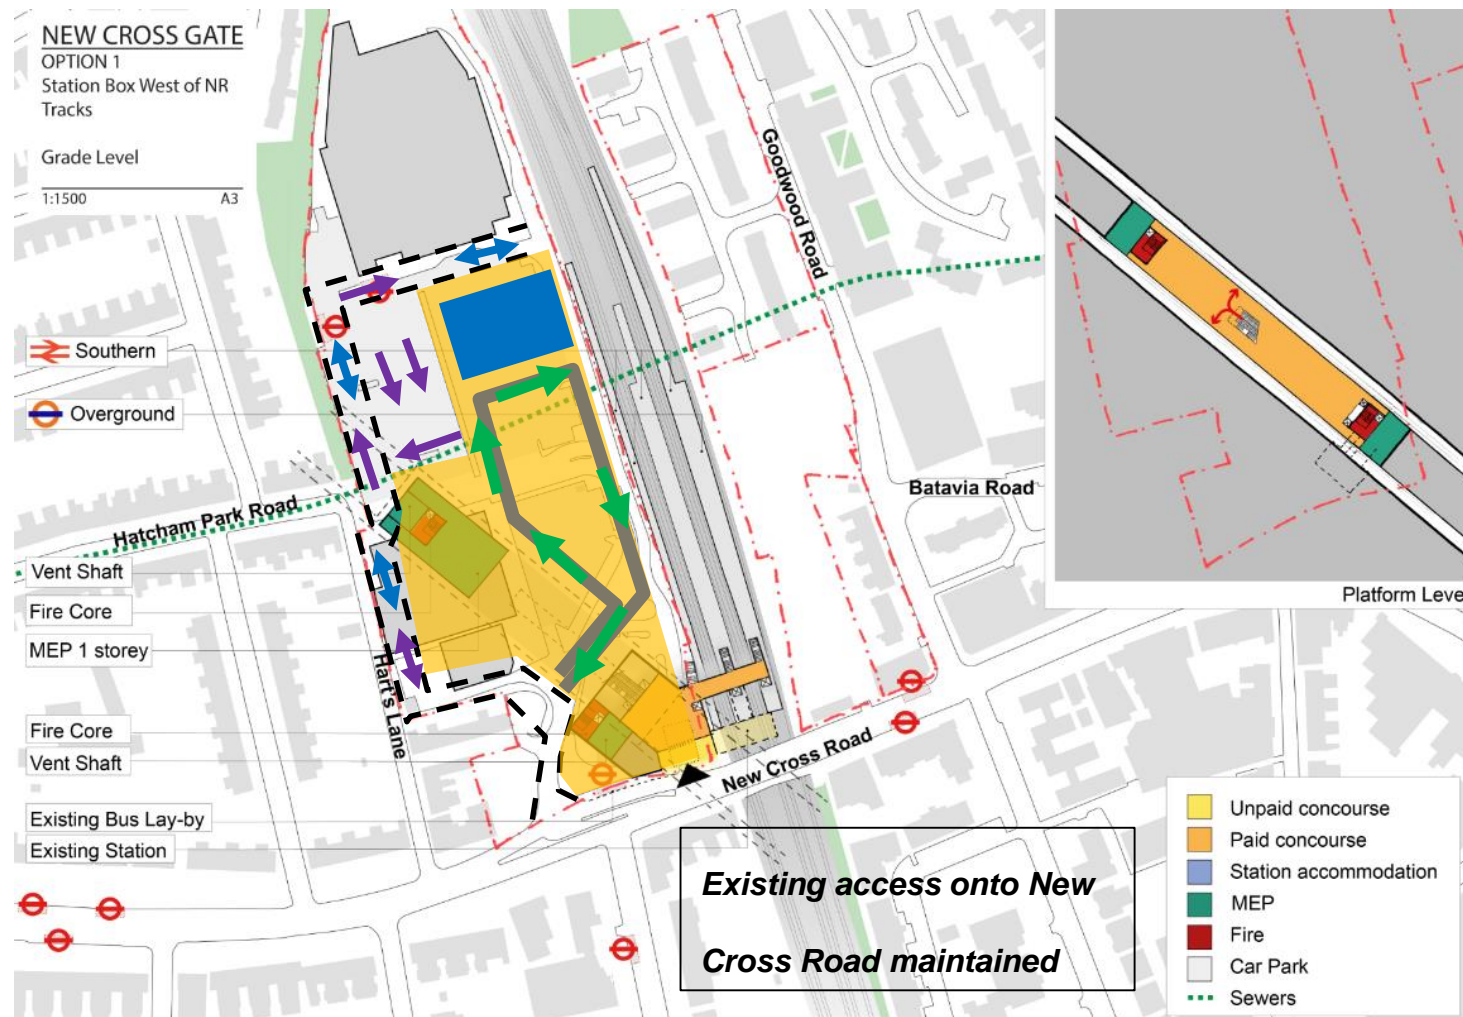 NEW CROSS GATE
OPTION 1
Station Box West of NR
Tracks
Grade Level
1:1500 A3
Southern
Overground
Goodwood Road
Hatcham Park Road
Batavia Road
Hart's Lane
New Cross Road
Vent Shaft
Fire Core
MEP 1 storey
Fire Core
Vent Shaft
Existing Bus Lay-by
Existing Station
Platform Leve
Existing access onto New
Cross Road maintained
Unpaid concourse
Paid concourse
Station accommodation
MEP
Fire
Car Park
Sewers